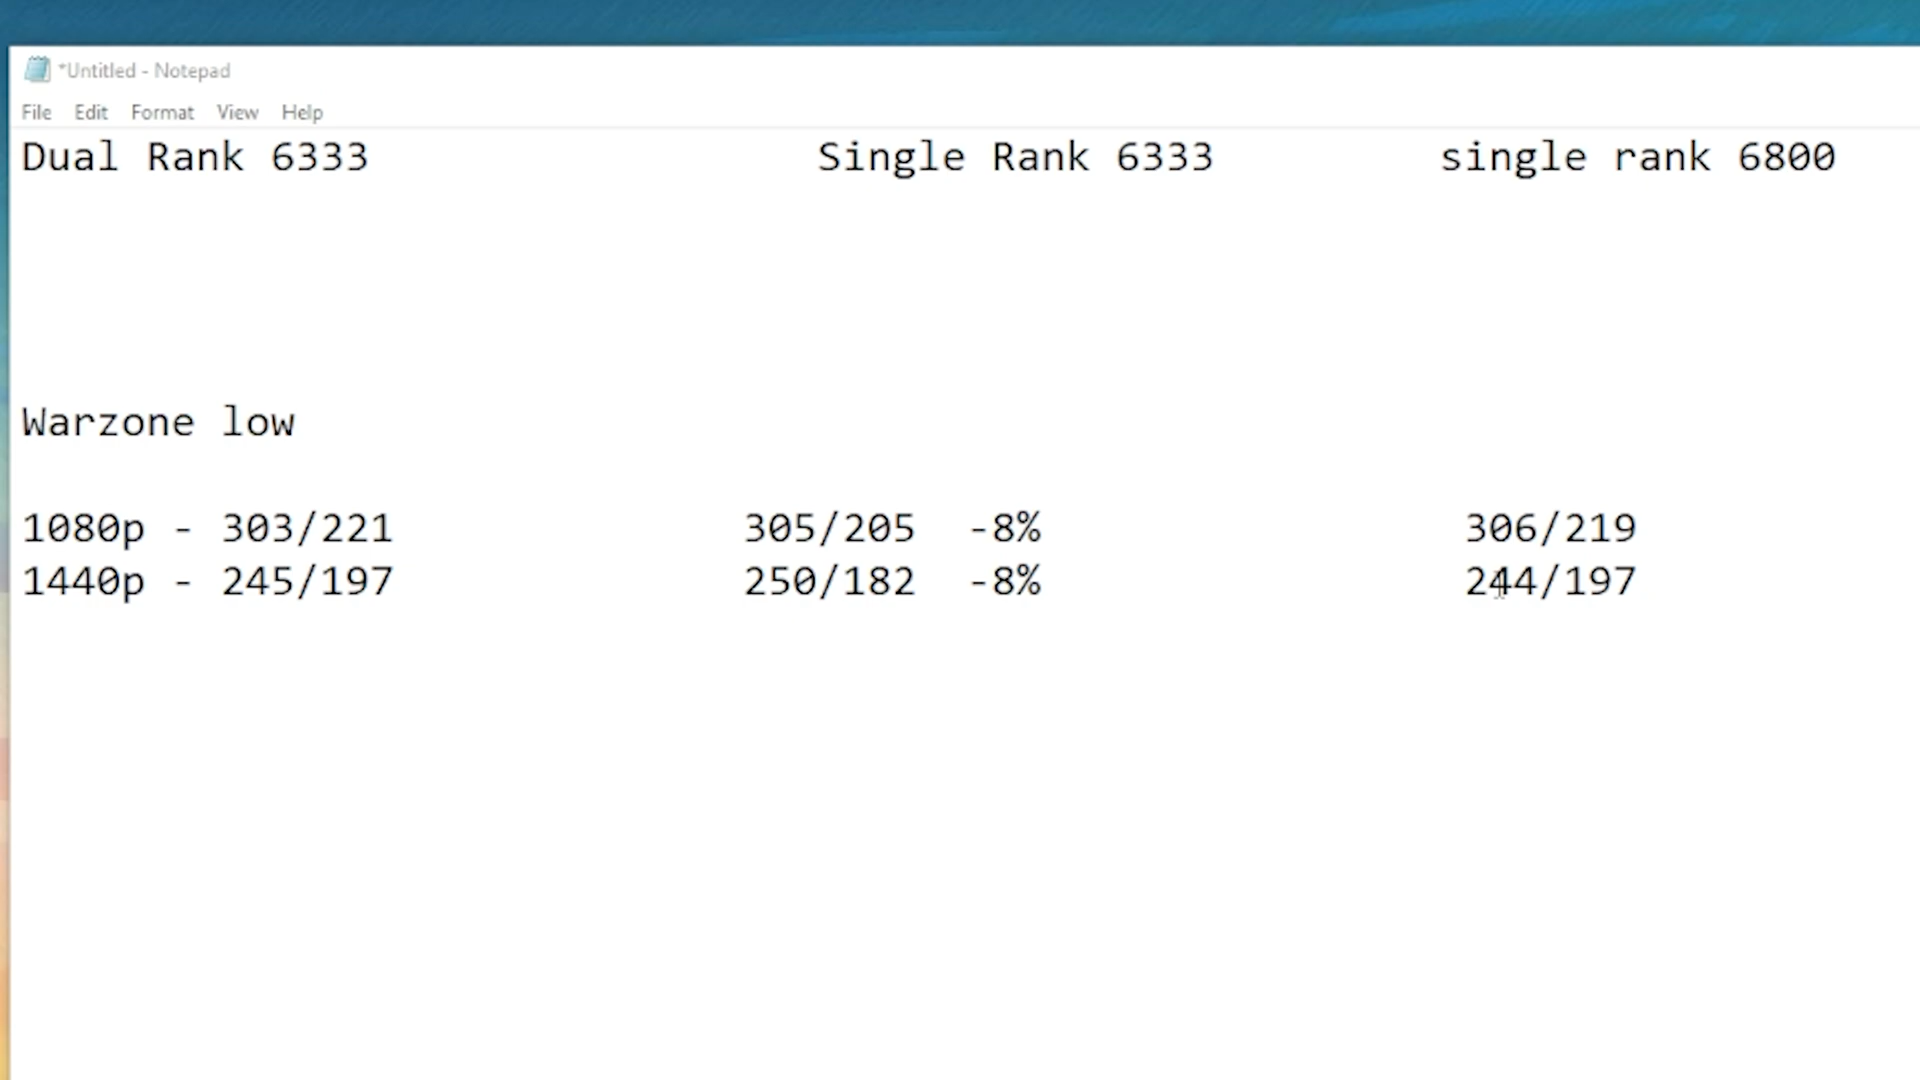 *Untitled - Notepad
File Edit Format View Help
Dual Rank 6333 Single Rank 6333 single rank 6800
Warzone low
1080p - 303/221 305/205 -8% 306/219
1440p - 245/197 250/182 -8% 244/197